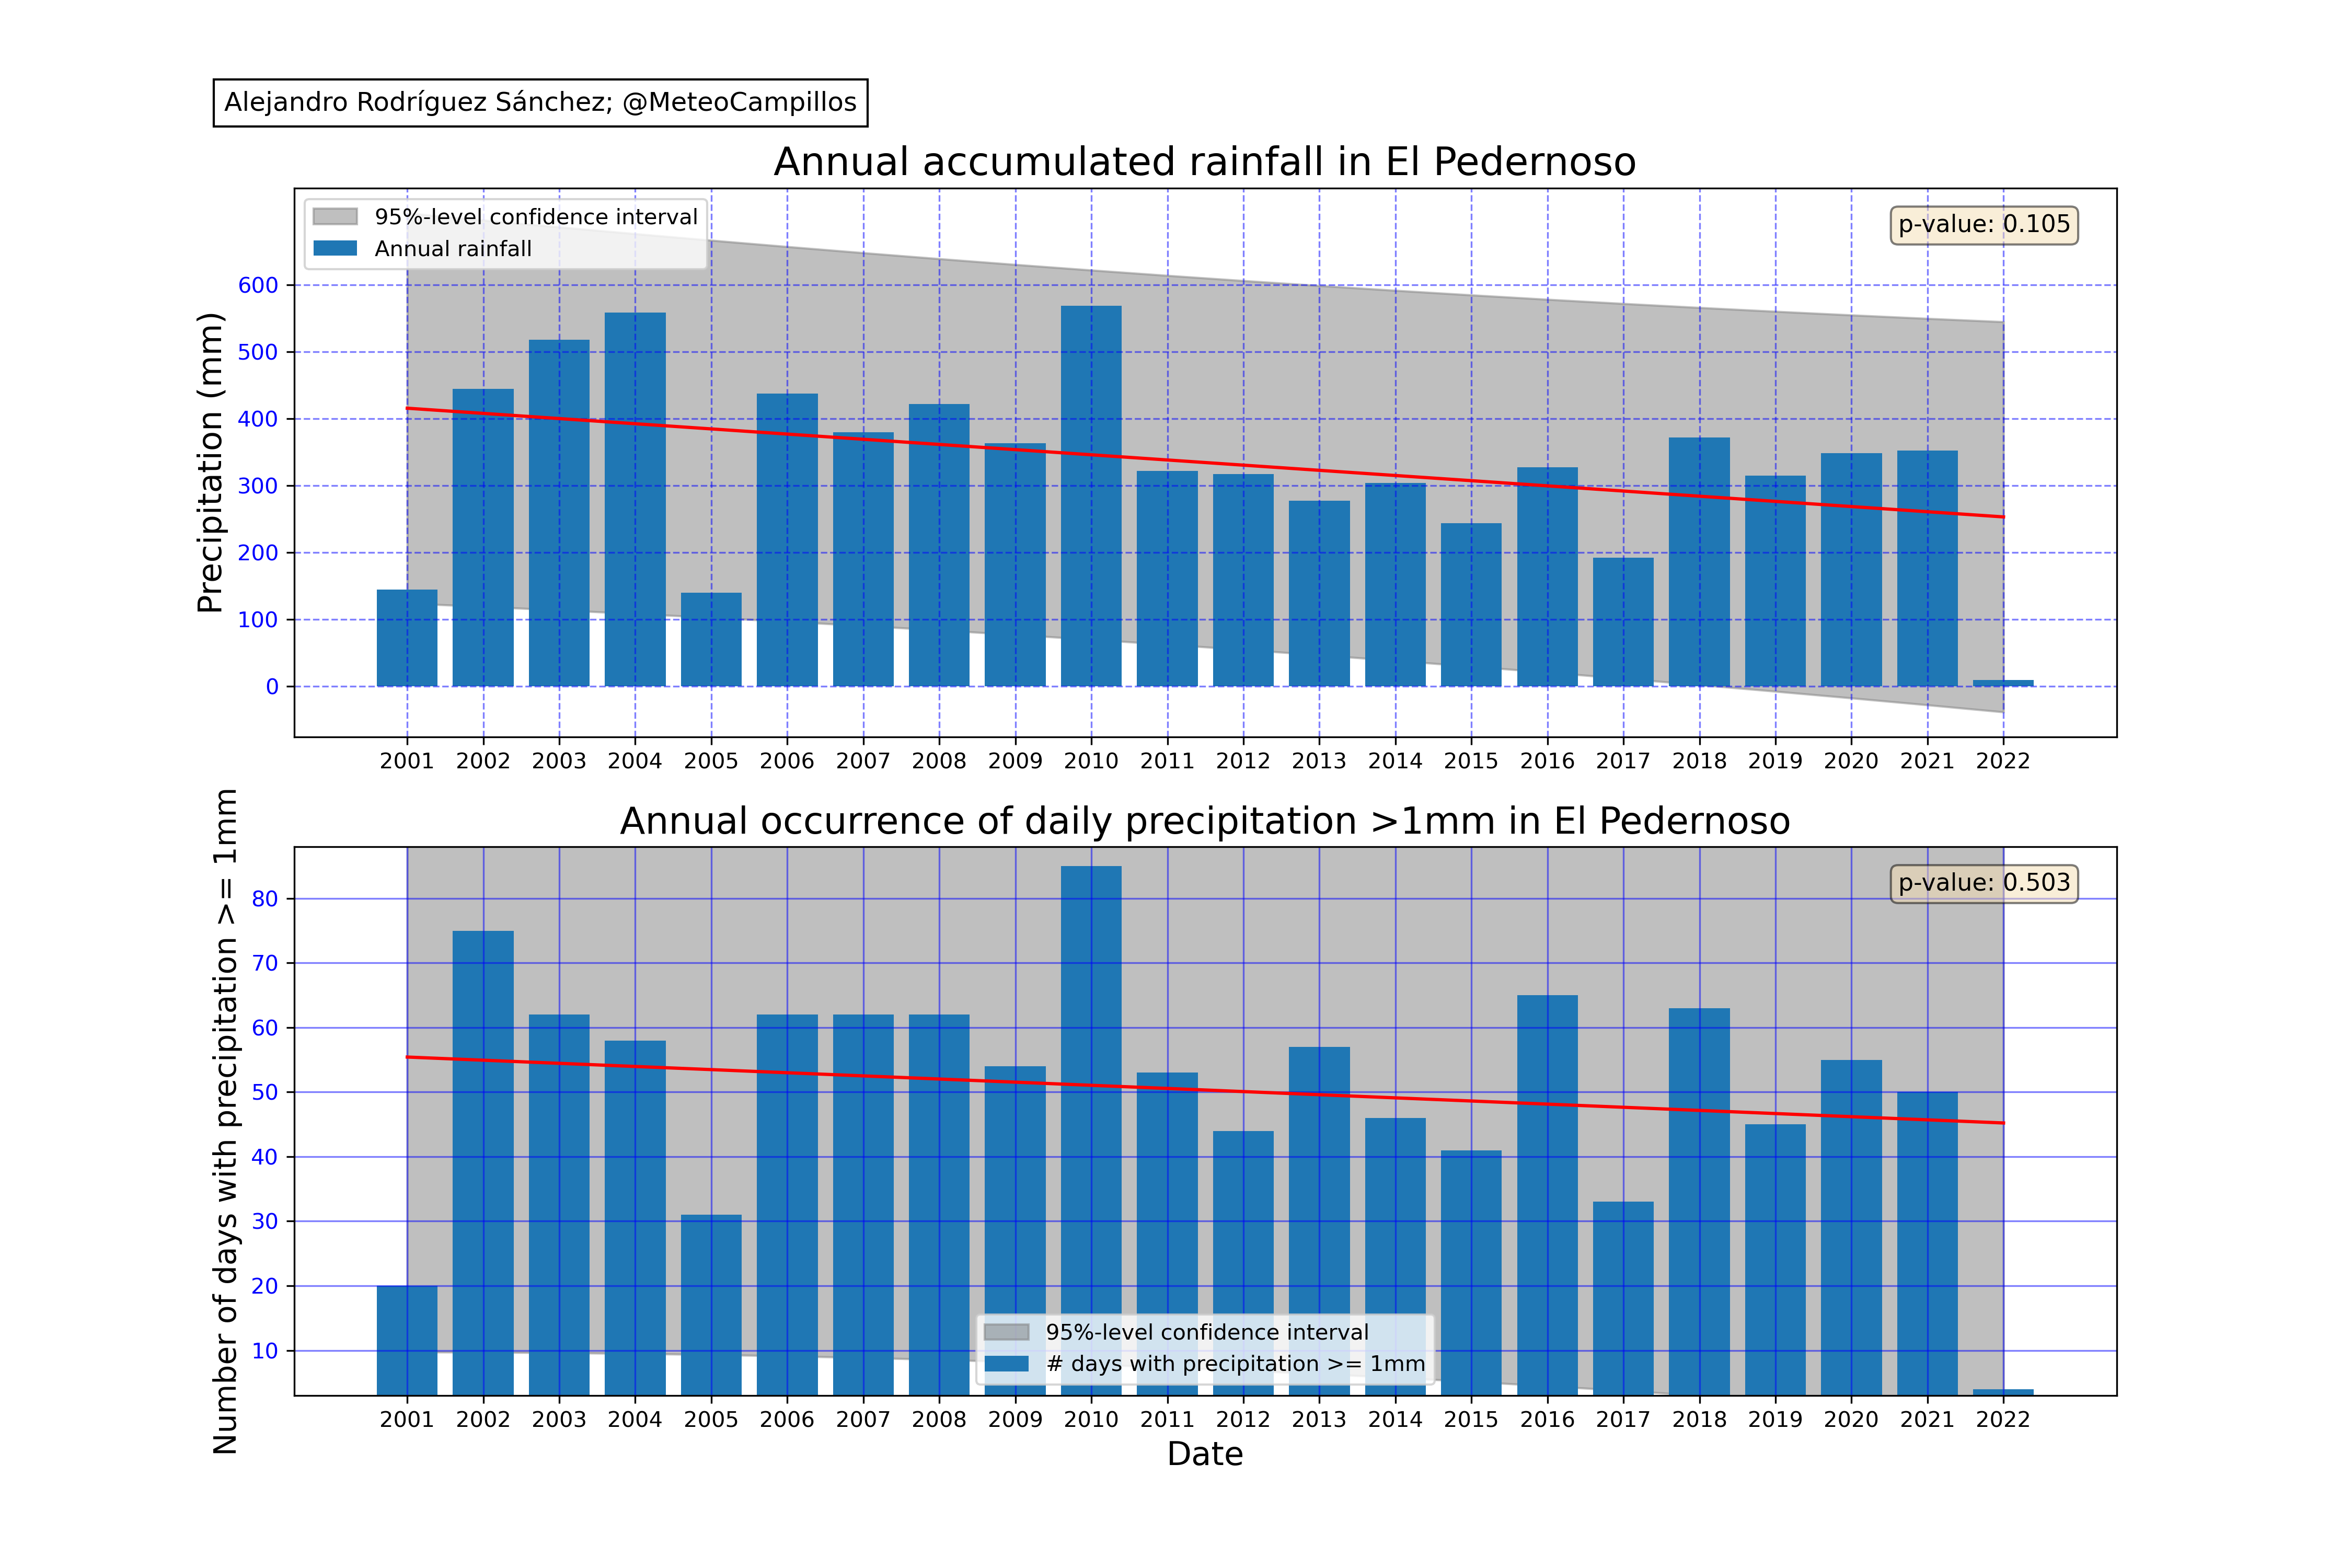 Alejandro Rodríguez Sánchez; @MeteoCampillos
Annual accumulated rainfall in El Pedernoso
95%-level confidence interval
Annual rainfall
p-value: 0.105
Precipitation (mm)
600
500
400
300
200
100
0
2001 2002 2003 2004 2005 2006 2007 2008 2009 2010 2011 2012 2013 2014 2015 2016 2017 2018 2019 2020 2021 2022
Annual occurrence of daily precipitation >1mm in El Pedernoso
p-value: 0.503
Number of days with precipitation >= 1mm
80
70
60
50
40
30
20
10
95%-level confidence interval
# days with precipitation >= 1mm
2001 2002 2003 2004 2005 2006 2007 2008 2009 2010 2011 2012 2013 2014 2015 2016 2017 2018 2019 2020 2021 2022
Date